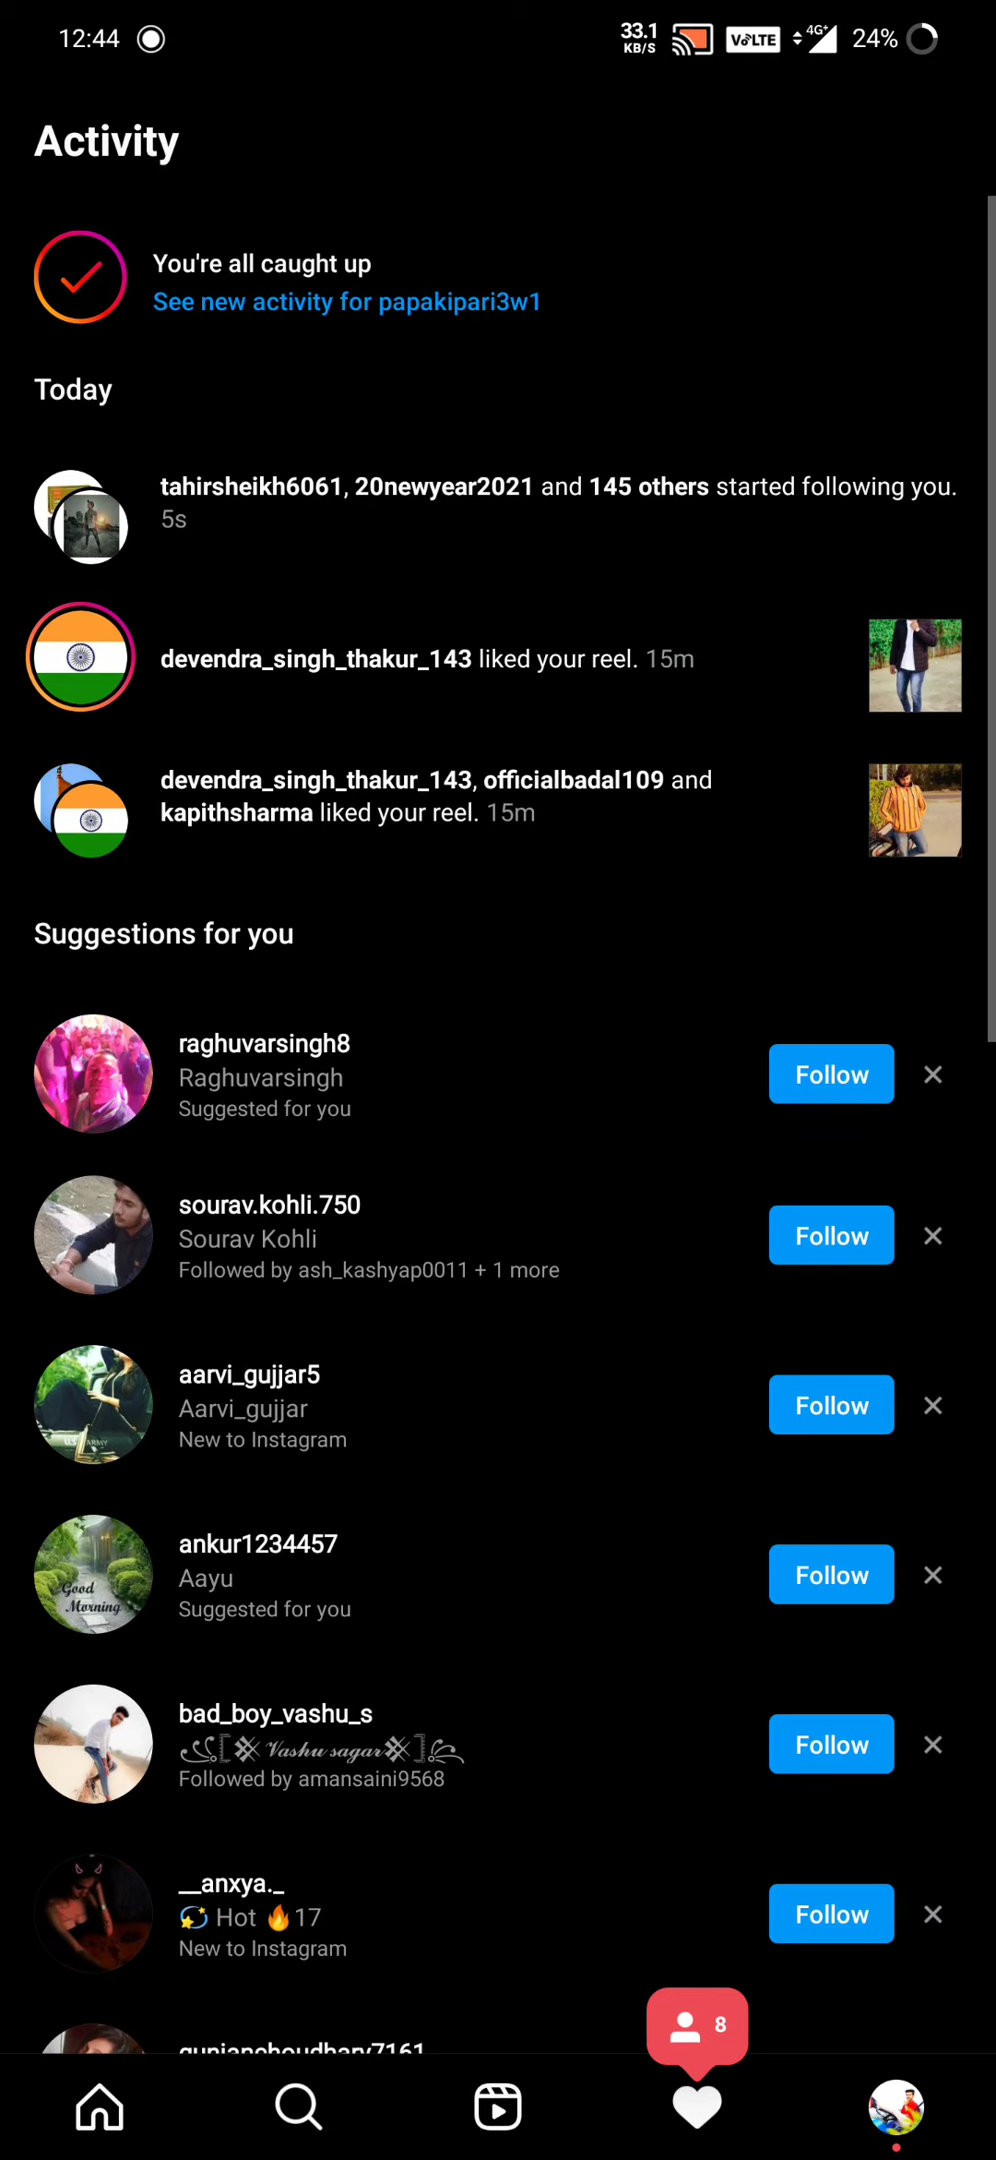 12:44 33.1 KB/S VoLTE 4G+ 24%
Activity
You're all caught up
See new activity for papakipari3w1
Today
tahirsheikh6061, 20newyear2021 and 145 others started following you.
5s
devendra_singh_thakur_143 liked your reel. 15m
devendra_singh_thakur_143, officialbadal109 and
kapithsharma liked your reel. 15m
Suggestions for you
raghuvarsingh8
Raghuvarsingh
Suggested for you
Follow
sourav.kohli.750
Sourav Kohli
Followed by ash_kashyap0011 + 1 more
Follow
aarvi_gujjar5
Aarvi_gujjar
New to Instagram
Follow
U.S ARMY
ankur1234457
Aayu
Suggested for you
Follow
Good
Morning
bad_boy_vashu_s
𝓥𝓪𝓼𝓱𝓾 𝓼𝓪𝓰𝓪𝓻
Followed by amansaini9568
Follow
__anxya._
💫 Hot 🔥17
New to Instagram
Follow
8
gunjanchoudhary7161